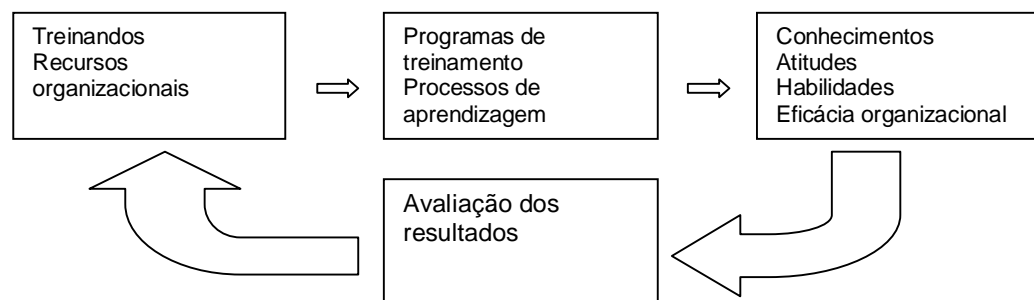 Treinandos
Recursos
organizacionais
Programas de
treinamento
Processos de
aprendizagem
Conhecimentos
Atitudes
Habilidades
Eficácia organizacional
Avaliação dos
resultados